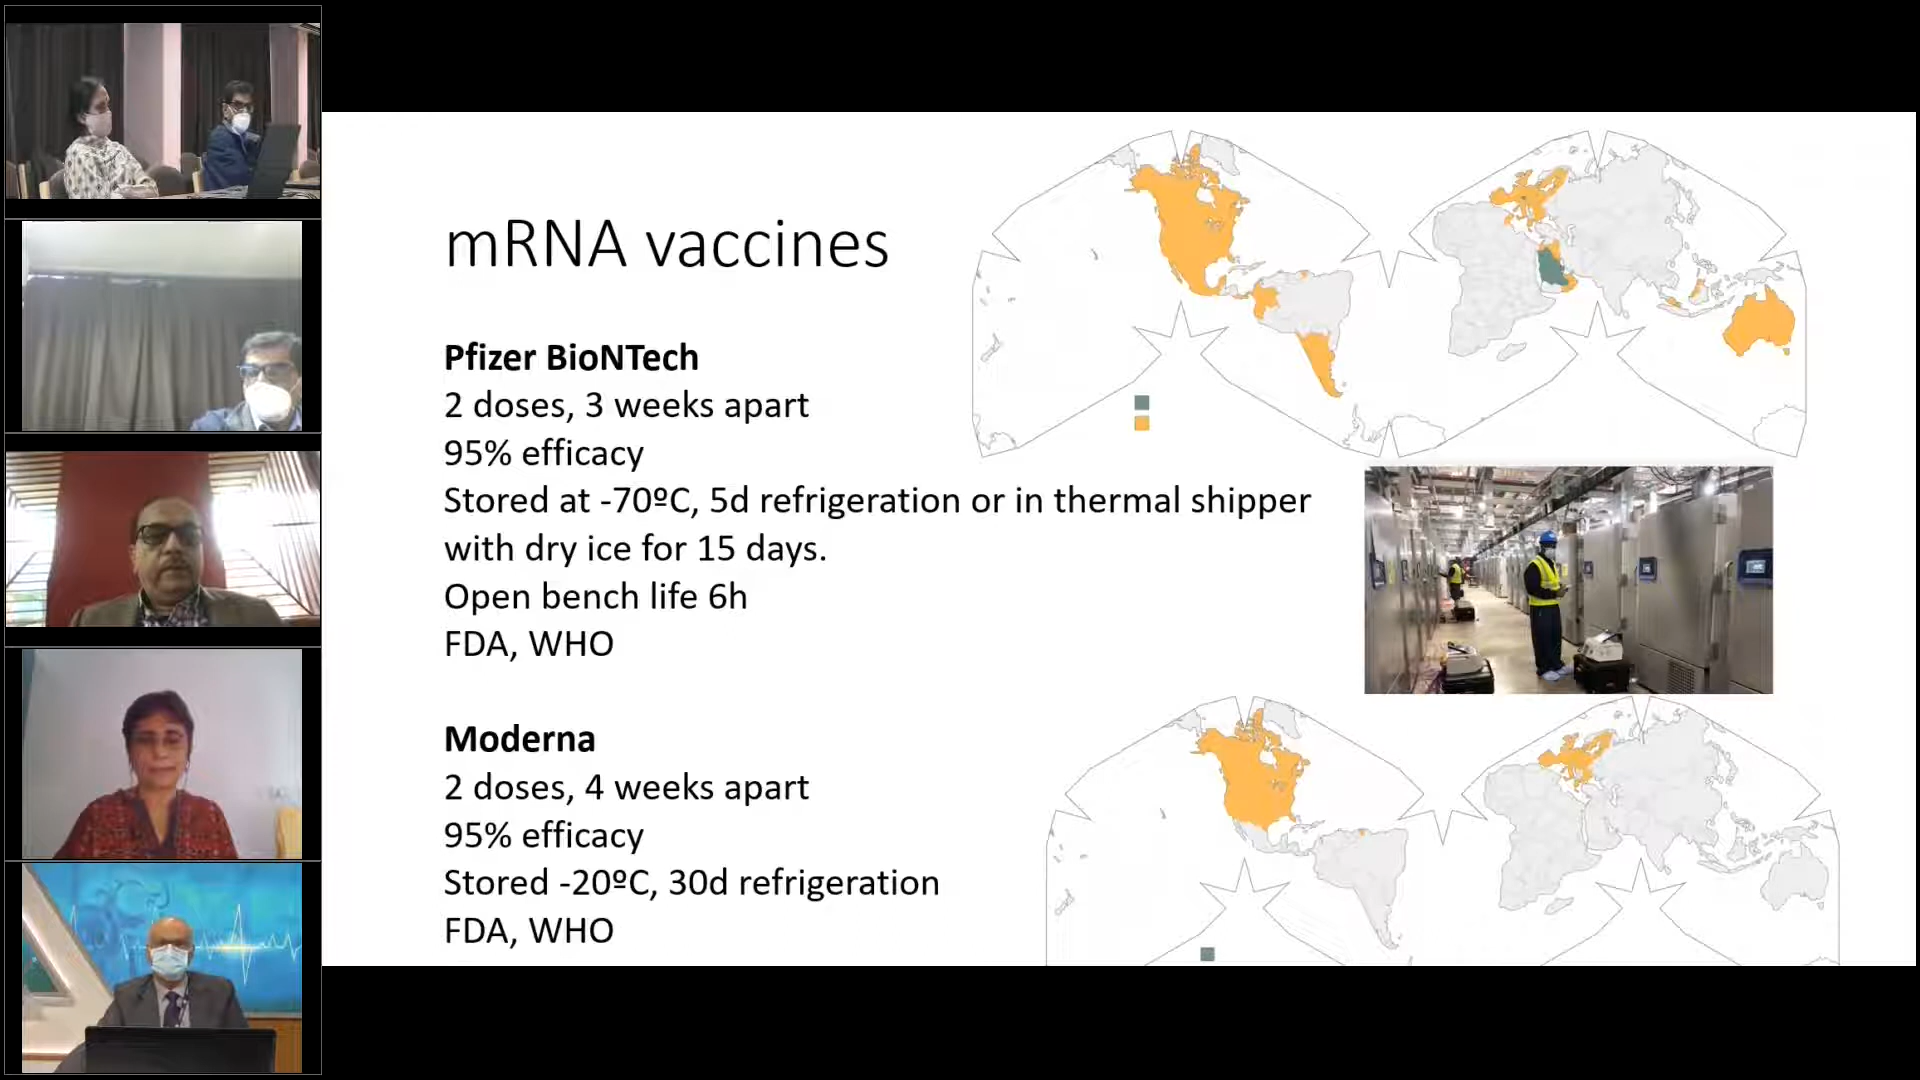 mRNA vaccines
Pfizer BioNTech
2 doses, 3 weeks apart
95% efficacy
Stored at -70ºC, 5d refrigeration or in thermal shipper
with dry ice for 15 days.
Open bench life 6h
FDA, WHO
Moderna
2 doses, 4 weeks apart
95% efficacy
Stored -20ºC, 30d refrigeration
FDA, WHO